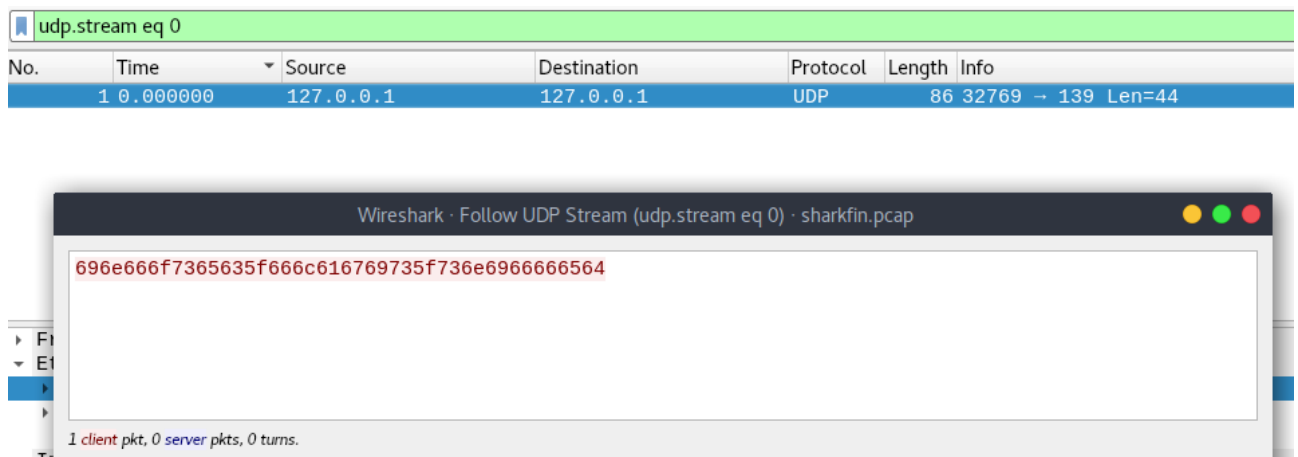 udp.stream eq 0
No. Time Source Destination Protocol Length Info
1 0.000000 127.0.0.1 127.0.0.1 UDP 86 32769 → 139 Len=44
Wireshark · Follow UDP Stream (udp.stream eq 0) · sharkfin.pcap
696e666f7365635f666c616769735f736e6966666564
1 client pkt, 0 server pkts, 0 turns.